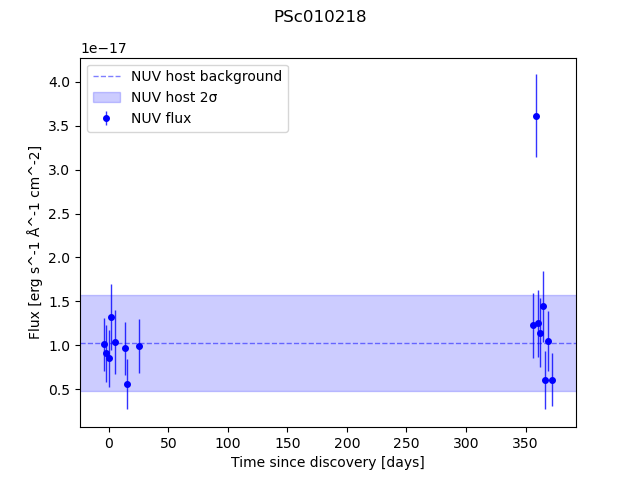 PSc010218
1e−17
NUV host background
NUV host 2σ
NUV flux
4.0
3.5
3.0
2.5
2.0
1.5
1.0
0.5
Flux [erg s^-1 Å^-1 cm^-2]
0 50 100 150 200 250 300 350
Time since discovery [days]